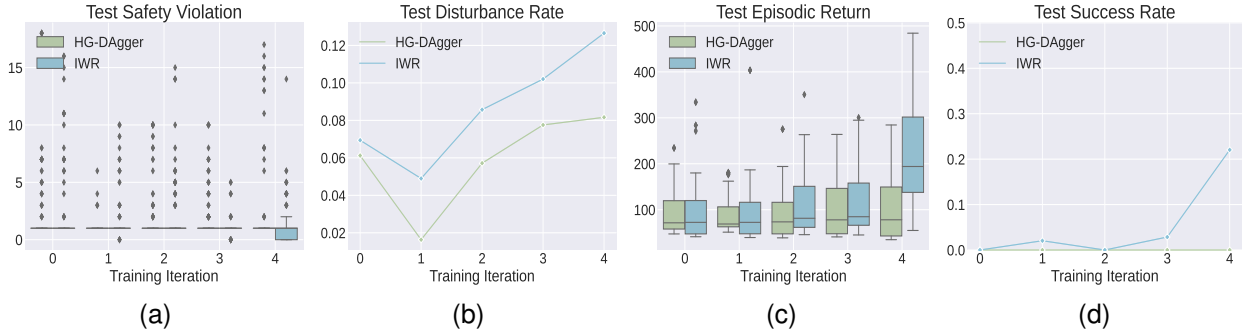 Test Safety Violation
HG-DAgger
IWR
15
10
5
0
0 1 2 3 4
Training Iteration
(a)
Test Disturbance Rate
HG-DAgger
IWR
0.12
0.10
0.08
0.06
0.04
0.02
0 1 2 3 4
Training Iteration
(b)
Test Episodic Return
HG-DAgger
IWR
500
400
300
200
100
0 1 2 3 4
Training Iteration
(c)
Test Success Rate
HG-DAgger
IWR
0.5
0.4
0.3
0.2
0.1
0.0
0 1 2 3 4
Training Iteration
(d)